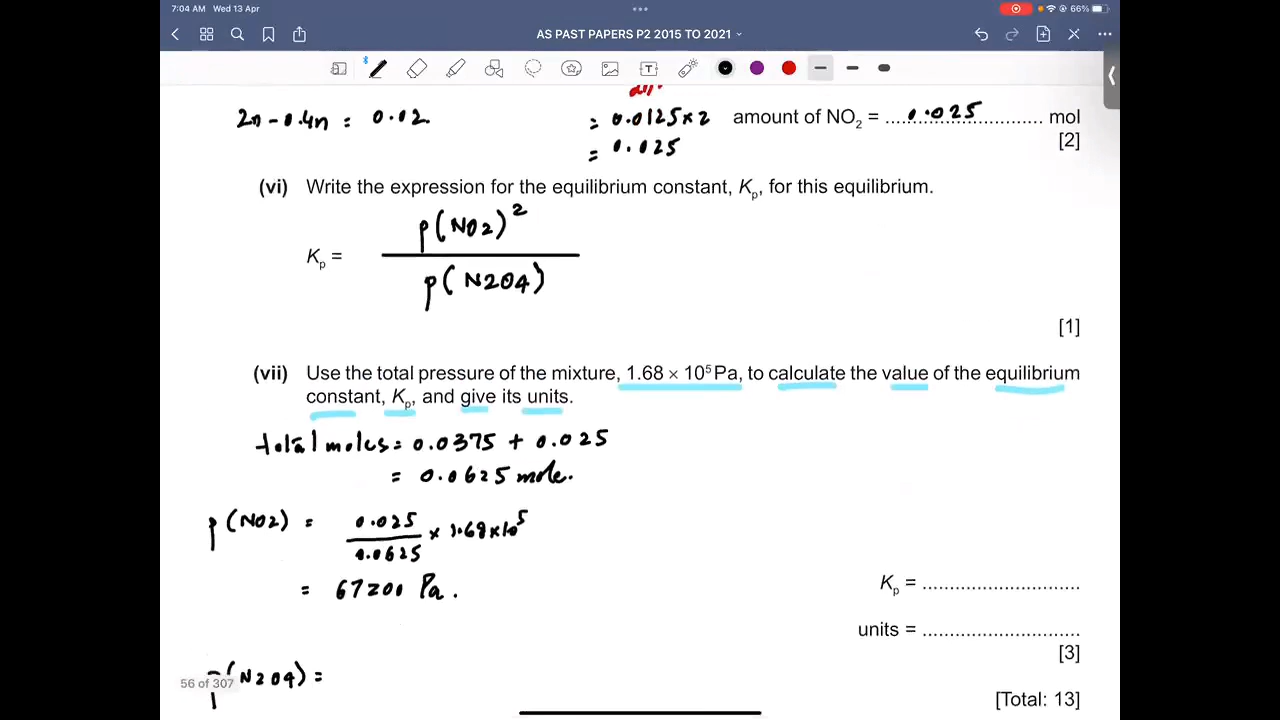 7:04 AM Wed 13 Apr
66%
AS PAST PAPERS P2 2015 TO 2021
2n - 0.4n = 0.02
= 0.0125 × 2
= 0.025
amount of NO2 = ....0.025.... mol
[2]
(vi) Write the expression for the equilibrium constant, Kp, for this equilibrium.
Kp =
p(NO2)²
p(N2O4)
[1]
(vii) Use the total pressure of the mixture, 1.68 × 10⁵ Pa, to calculate the value of the equilibrium
constant, Kp, and give its units.
total moles = 0.0375 + 0.025
= 0.0625 mole.
p(NO2) = 0.025 / 0.0625 × 1.68 × 10⁵
= 67200 Pa.
Kp = ............................
units = ............................
[3]
p(N2O4) =
56 of 307
[Total: 13]